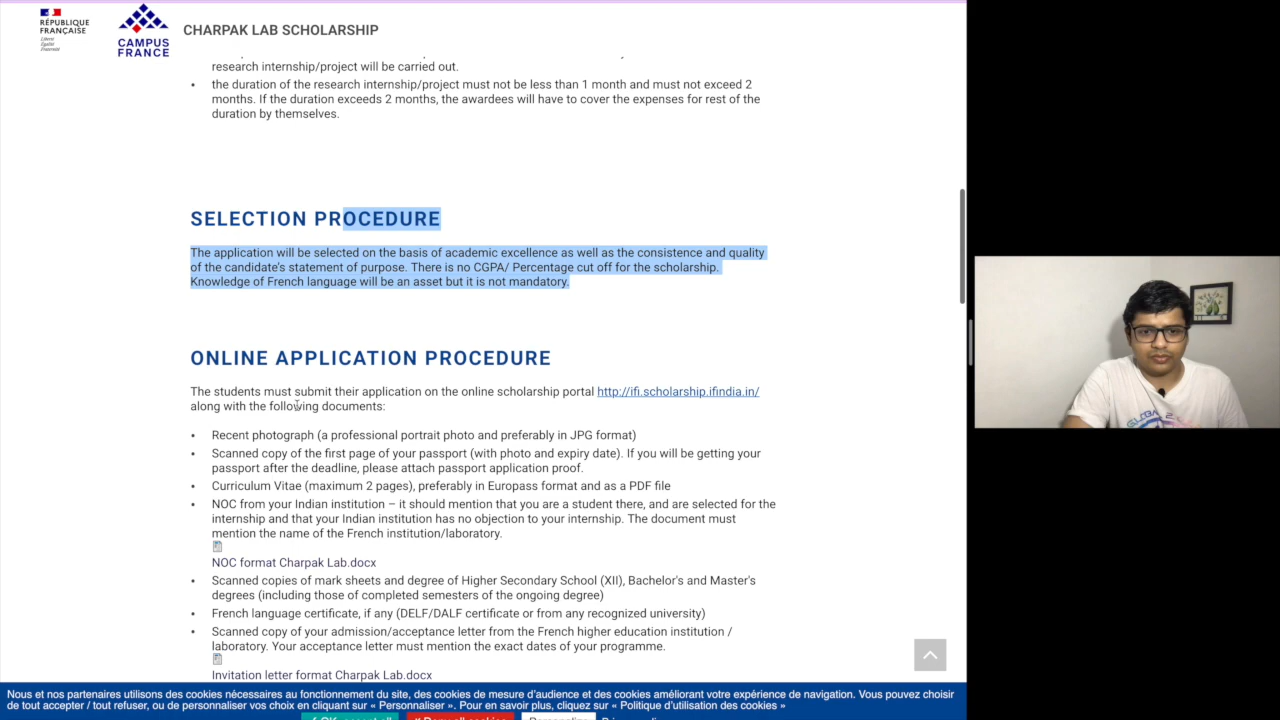 RÉPUBLIQUE
FRANÇAISE
Liberté
Égalité
Fraternité
CAMPUS
FRANCE
CHARPAK LAB SCHOLARSHIP
research internship/project will be carried out.
• the duration of the research internship/project must not be less than 1 month and must not exceed 2
months. If the duration exceeds 2 months, the awardees will have to cover the expenses for rest of the
duration by themselves.
SELECTION PROCEDURE
The application will be selected on the basis of academic excellence as well as the consistence and quality
of the candidate's statement of purpose. There is no CGPA/ Percentage cut off for the scholarship.
Knowledge of French language will be an asset but it is not mandatory.
ONLINE APPLICATION PROCEDURE
The students must submit their application on the online scholarship portal http://ifi.scholarship.ifindia.in/
along with the following documents:
• Recent photograph (a professional portrait photo and preferably in JPG format)
• Scanned copy of the first page of your passport (with photo and expiry date). If you will be getting your
passport after the deadline, please attach passport application proof.
• Curriculum Vitae (maximum 2 pages), preferably in Europass format and as a PDF file
• NOC from your Indian institution – it should mention that you are a student there, and are selected for the
internship and that your Indian institution has no objection to your internship. The document must
mention the name of the French institution/laboratory.
NOC format Charpak Lab.docx
• Scanned copies of mark sheets and degree of Higher Secondary School (XII), Bachelor's and Master's
degrees (including those of completed semesters of the ongoing degree)
• French language certificate, if any (DELF/DALF certificate or from any recognized university)
• Scanned copy of your admission/acceptance letter from the French higher education institution /
laboratory. Your acceptance letter must mention the exact dates of your programme.
Invitation letter format Charpak Lab.docx
Nous et nos partenaires utilisons des cookies nécessaires au fonctionnement du site, des cookies de mesure d'audience et des cookies améliorant votre expérience de navigation. Vous pouvez choisir
de tout accepter / tout refuser, ou de personnaliser vos choix en cliquant sur « Personnaliser ». Pour en savoir plus, cliquez sur « Politique d'utilisation des cookies »